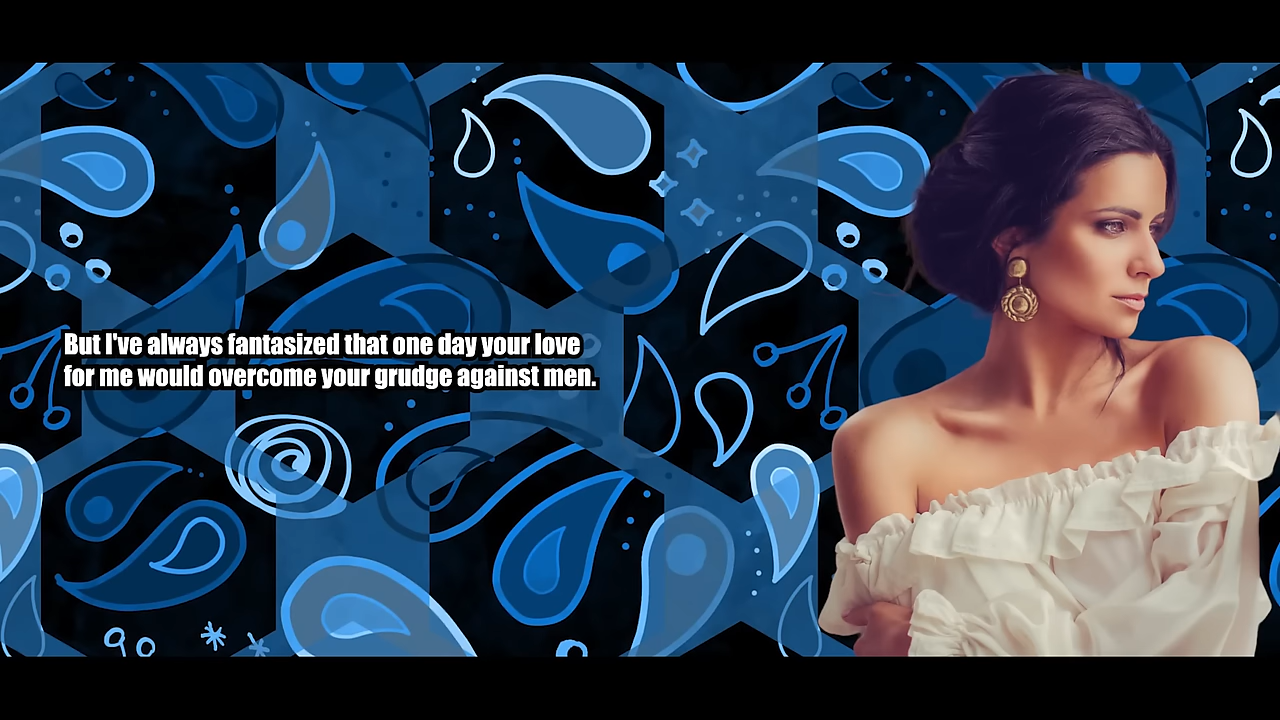 But I've always fantasized that one day your love
for me would overcome your grudge against men.